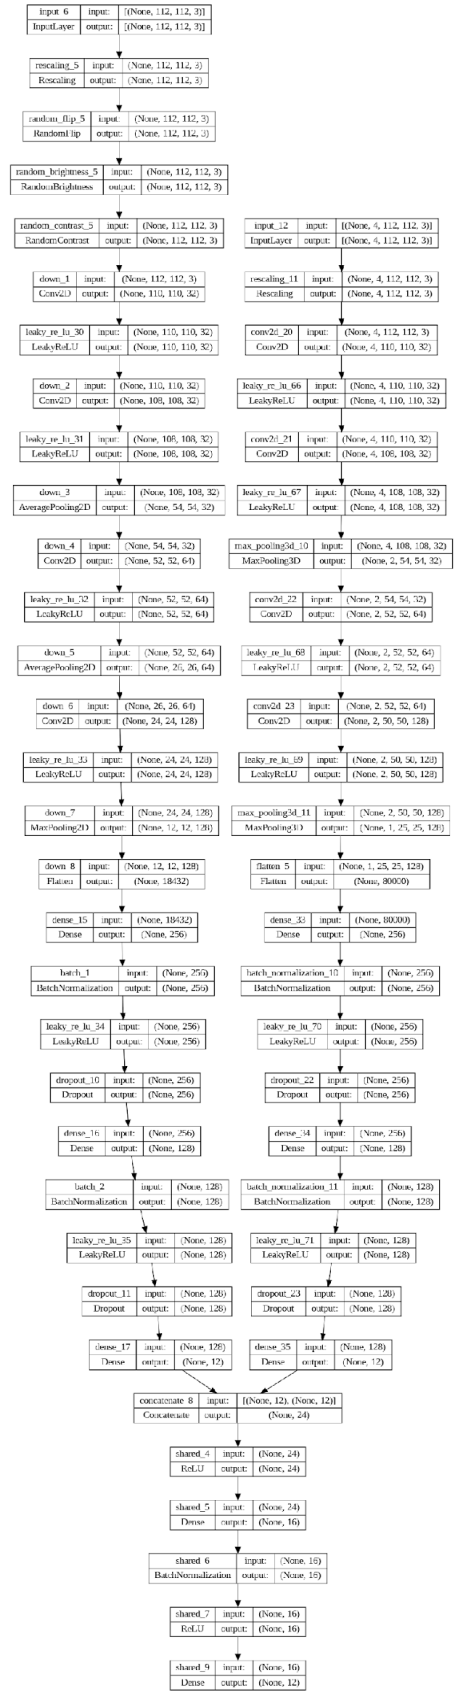 input_6 input: [(None, 112, 112, 3)]
InputLayer output: [(None, 112, 112, 3)]
rescaling_5 input: (None, 112, 112, 3)
Rescaling output: (None, 112, 112, 3)
random_flip_5 input: (None, 112, 112, 3)
RandomFlip output: (None, 112, 112, 3)
random_brightness_5 input: (None, 112, 112, 3)
RandomBrightness output: (None, 112, 112, 3)
random_contrast_5 input: (None, 112, 112, 3)
RandomContrast output: (None, 112, 112, 3)
down_1 input: (None, 112, 112, 3)
Conv2D output: (None, 110, 110, 32)
leaky_re_lu_30 input: (None, 110, 110, 32)
LeakyReLU output: (None, 110, 110, 32)
down_2 input: (None, 110, 110, 32)
Conv2D output: (None, 108, 108, 32)
leaky_re_lu_31 input: (None, 108, 108, 32)
LeakyReLU output: (None, 108, 108, 32)
down_3 input: (None, 108, 108, 32)
AveragePooling2D output: (None, 54, 54, 32)
down_4 input: (None, 54, 54, 32)
Conv2D output: (None, 52, 52, 64)
leaky_re_lu_32 input: (None, 52, 52, 64)
LeakyReLU output: (None, 52, 52, 64)
down_5 input: (None, 52, 52, 64)
AveragePooling2D output: (None, 26, 26, 64)
down_6 input: (None, 26, 26, 64)
Conv2D output: (None, 24, 24, 128)
leaky_re_lu_33 input: (None, 24, 24, 128)
LeakyReLU output: (None, 24, 24, 128)
down_7 input: (None, 24, 24, 128)
MaxPooling2D output: (None, 12, 12, 128)
down_8 input: (None, 12, 12, 128)
Flatten output: (None, 18432)
dense_15 input: (None, 18432)
Dense output: (None, 256)
batch_1 input: (None, 256)
BatchNormalization output: (None, 256)
leaky_re_lu_34 input: (None, 256)
LeakyReLU output: (None, 256)
dropout_10 input: (None, 256)
Dropout output: (None, 256)
dense_16 input: (None, 256)
Dense output: (None, 128)
batch_2 input: (None, 128)
BatchNormalization output: (None, 128)
leaky_re_lu_35 input: (None, 128)
LeakyReLU output: (None, 128)
dropout_11 input: (None, 128)
Dropout output: (None, 128)
dense_17 input: (None, 128)
Dense output: (None, 12)
input_12 input: [(None, 4, 112, 112, 3)]
InputLayer output: [(None, 4, 112, 112, 3)]
rescaling_11 input: (None, 4, 112, 112, 3)
Rescaling output: (None, 4, 112, 112, 3)
conv2d_20 input: (None, 4, 112, 112, 3)
Conv2D output: (None, 4, 110, 110, 32)
leaky_re_lu_66 input: (None, 4, 110, 110, 32)
LeakyReLU output: (None, 4, 110, 110, 32)
conv2d_21 input: (None, 4, 110, 110, 32)
Conv2D output: (None, 4, 108, 108, 32)
leaky_re_lu_67 input: (None, 4, 108, 108, 32)
LeakyReLU output: (None, 4, 108, 108, 32)
max_pooling3d_10 input: (None, 4, 108, 108, 32)
MaxPooling3D output: (None, 2, 54, 54, 32)
conv2d_22 input: (None, 2, 54, 54, 32)
Conv2D output: (None, 2, 52, 52, 64)
leaky_re_lu_68 input: (None, 2, 52, 52, 64)
LeakyReLU output: (None, 2, 52, 52, 64)
conv2d_23 input: (None, 2, 52, 52, 64)
Conv2D output: (None, 2, 50, 50, 128)
leaky_re_lu_69 input: (None, 2, 50, 50, 128)
LeakyReLU output: (None, 2, 50, 50, 128)
max_pooling3d_11 input: (None, 2, 50, 50, 128)
MaxPooling3D output: (None, 1, 25, 25, 128)
flatten_5 input: (None, 1, 25, 25, 128)
Flatten output: (None, 80000)
dense_33 input: (None, 80000)
Dense output: (None, 256)
batch_normalization_10 input: (None, 256)
BatchNormalization output: (None, 256)
leaky_re_lu_70 input: (None, 256)
LeakyReLU output: (None, 256)
dropout_22 input: (None, 256)
Dropout output: (None, 256)
dense_34 input: (None, 256)
Dense output: (None, 128)
batch_normalization_11 input: (None, 128)
BatchNormalization output: (None, 128)
leaky_re_lu_71 input: (None, 128)
LeakyReLU output: (None, 128)
dropout_23 input: (None, 128)
Dropout output: (None, 128)
dense_35 input: (None, 128)
Dense output: (None, 12)
concatenate_8 input: [(None, 12), (None, 12)]
Concatenate output: (None, 24)
shared_4 input: (None, 24)
ReLU output: (None, 24)
shared_5 input: (None, 24)
Dense output: (None, 16)
shared_6 input: (None, 16)
BatchNormalization output: (None, 16)
shared_7 input: (None, 16)
ReLU output: (None, 16)
shared_9 input: (None, 16)
Dense output: (None, 12)